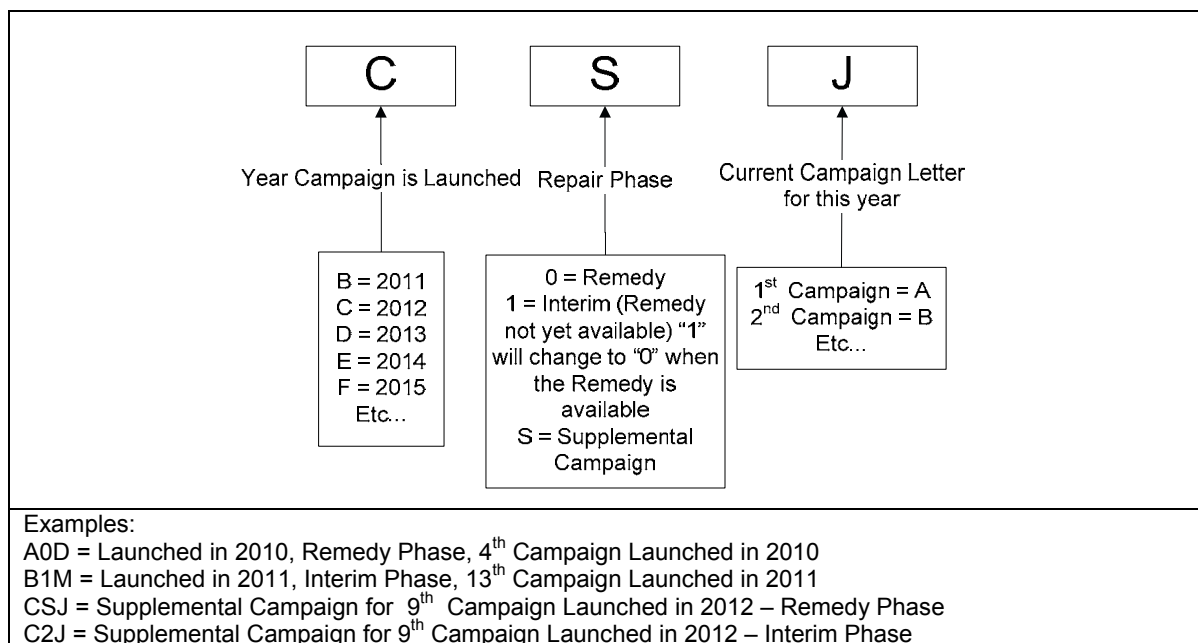 C S J
Year Campaign is Launched
Repair Phase
Current Campaign Letter
for this year
B = 2011
C = 2012
D = 2013
E = 2014
F = 2015
Etc...
0 = Remedy
1 = Interim (Remedy
not yet available) “1”
will change to “0” when
the Remedy is
available
S = Supplemental
Campaign
1st Campaign = A
2nd Campaign = B
Etc...
Examples:
A0D = Launched in 2010, Remedy Phase, 4th Campaign Launched in 2010
B1M = Launched in 2011, Interim Phase, 13th Campaign Launched in 2011
CSJ = Supplemental Campaign for 9th Campaign Launched in 2012 – Remedy Phase
C2J = Supplemental Campaign for 9th Campaign Launched in 2012 – Interim Phase